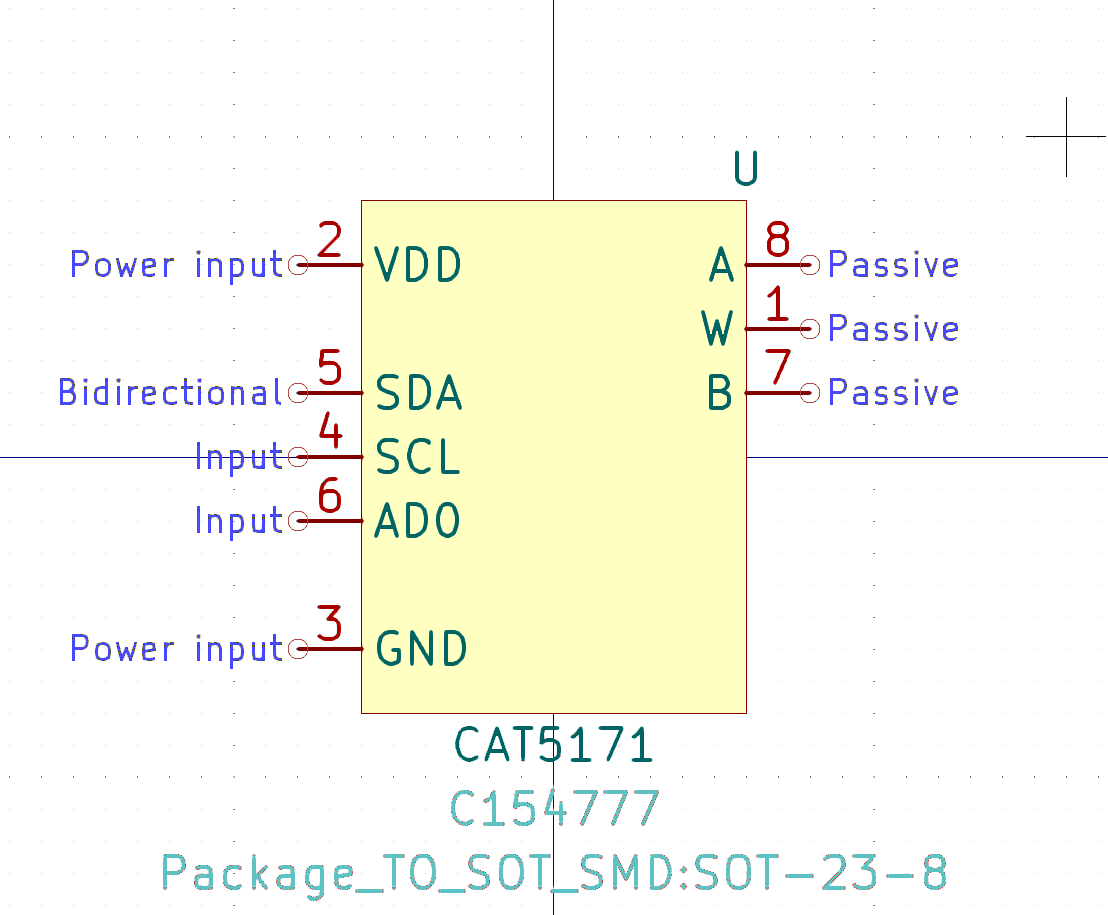 U
Power input 2 VDD A 8 Passive
W 1 Passive
Bidirectional 5 SDA B 7 Passive
Input 4 SCL
Input 6 AD0
Power input 3 GND
CAT5171
C154777
Package_TO_SOT_SMD:SOT-23-8